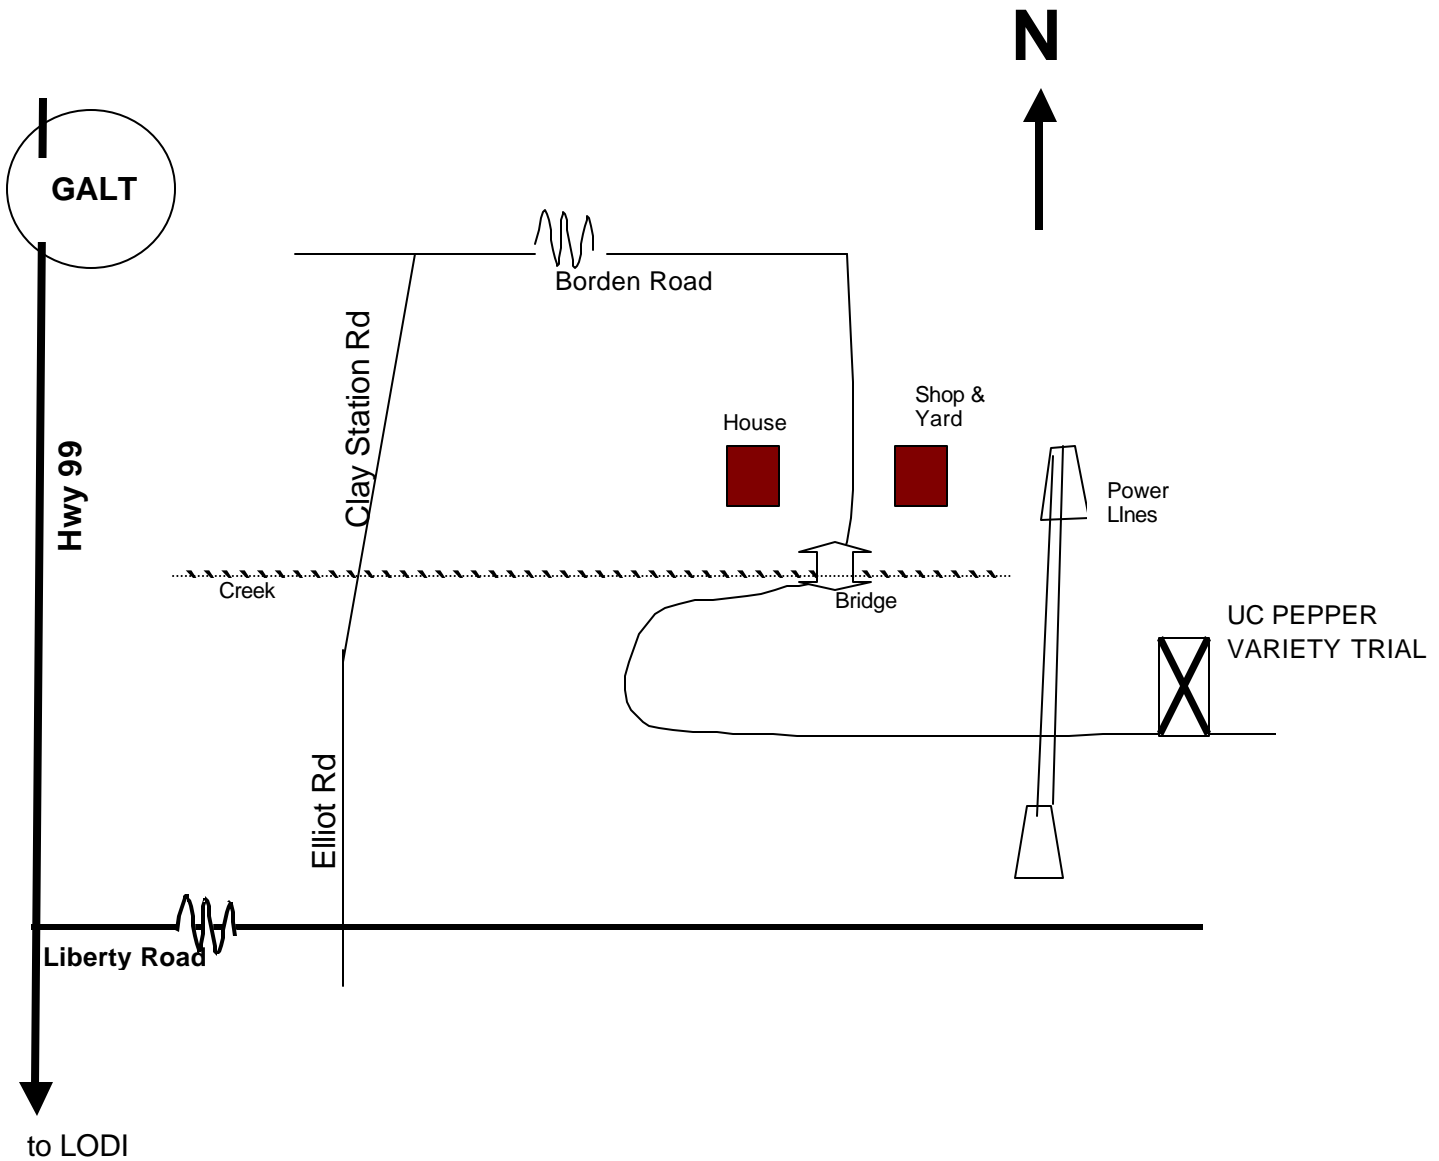 N
GALT
Borden Road
Clay Station Rd
Shop &
Yard
House
Hwy 99
Power
LInes
Creek
Bridge
UC PEPPER
VARIETY TRIAL
Elliot Rd
Liberty Road
to LODI